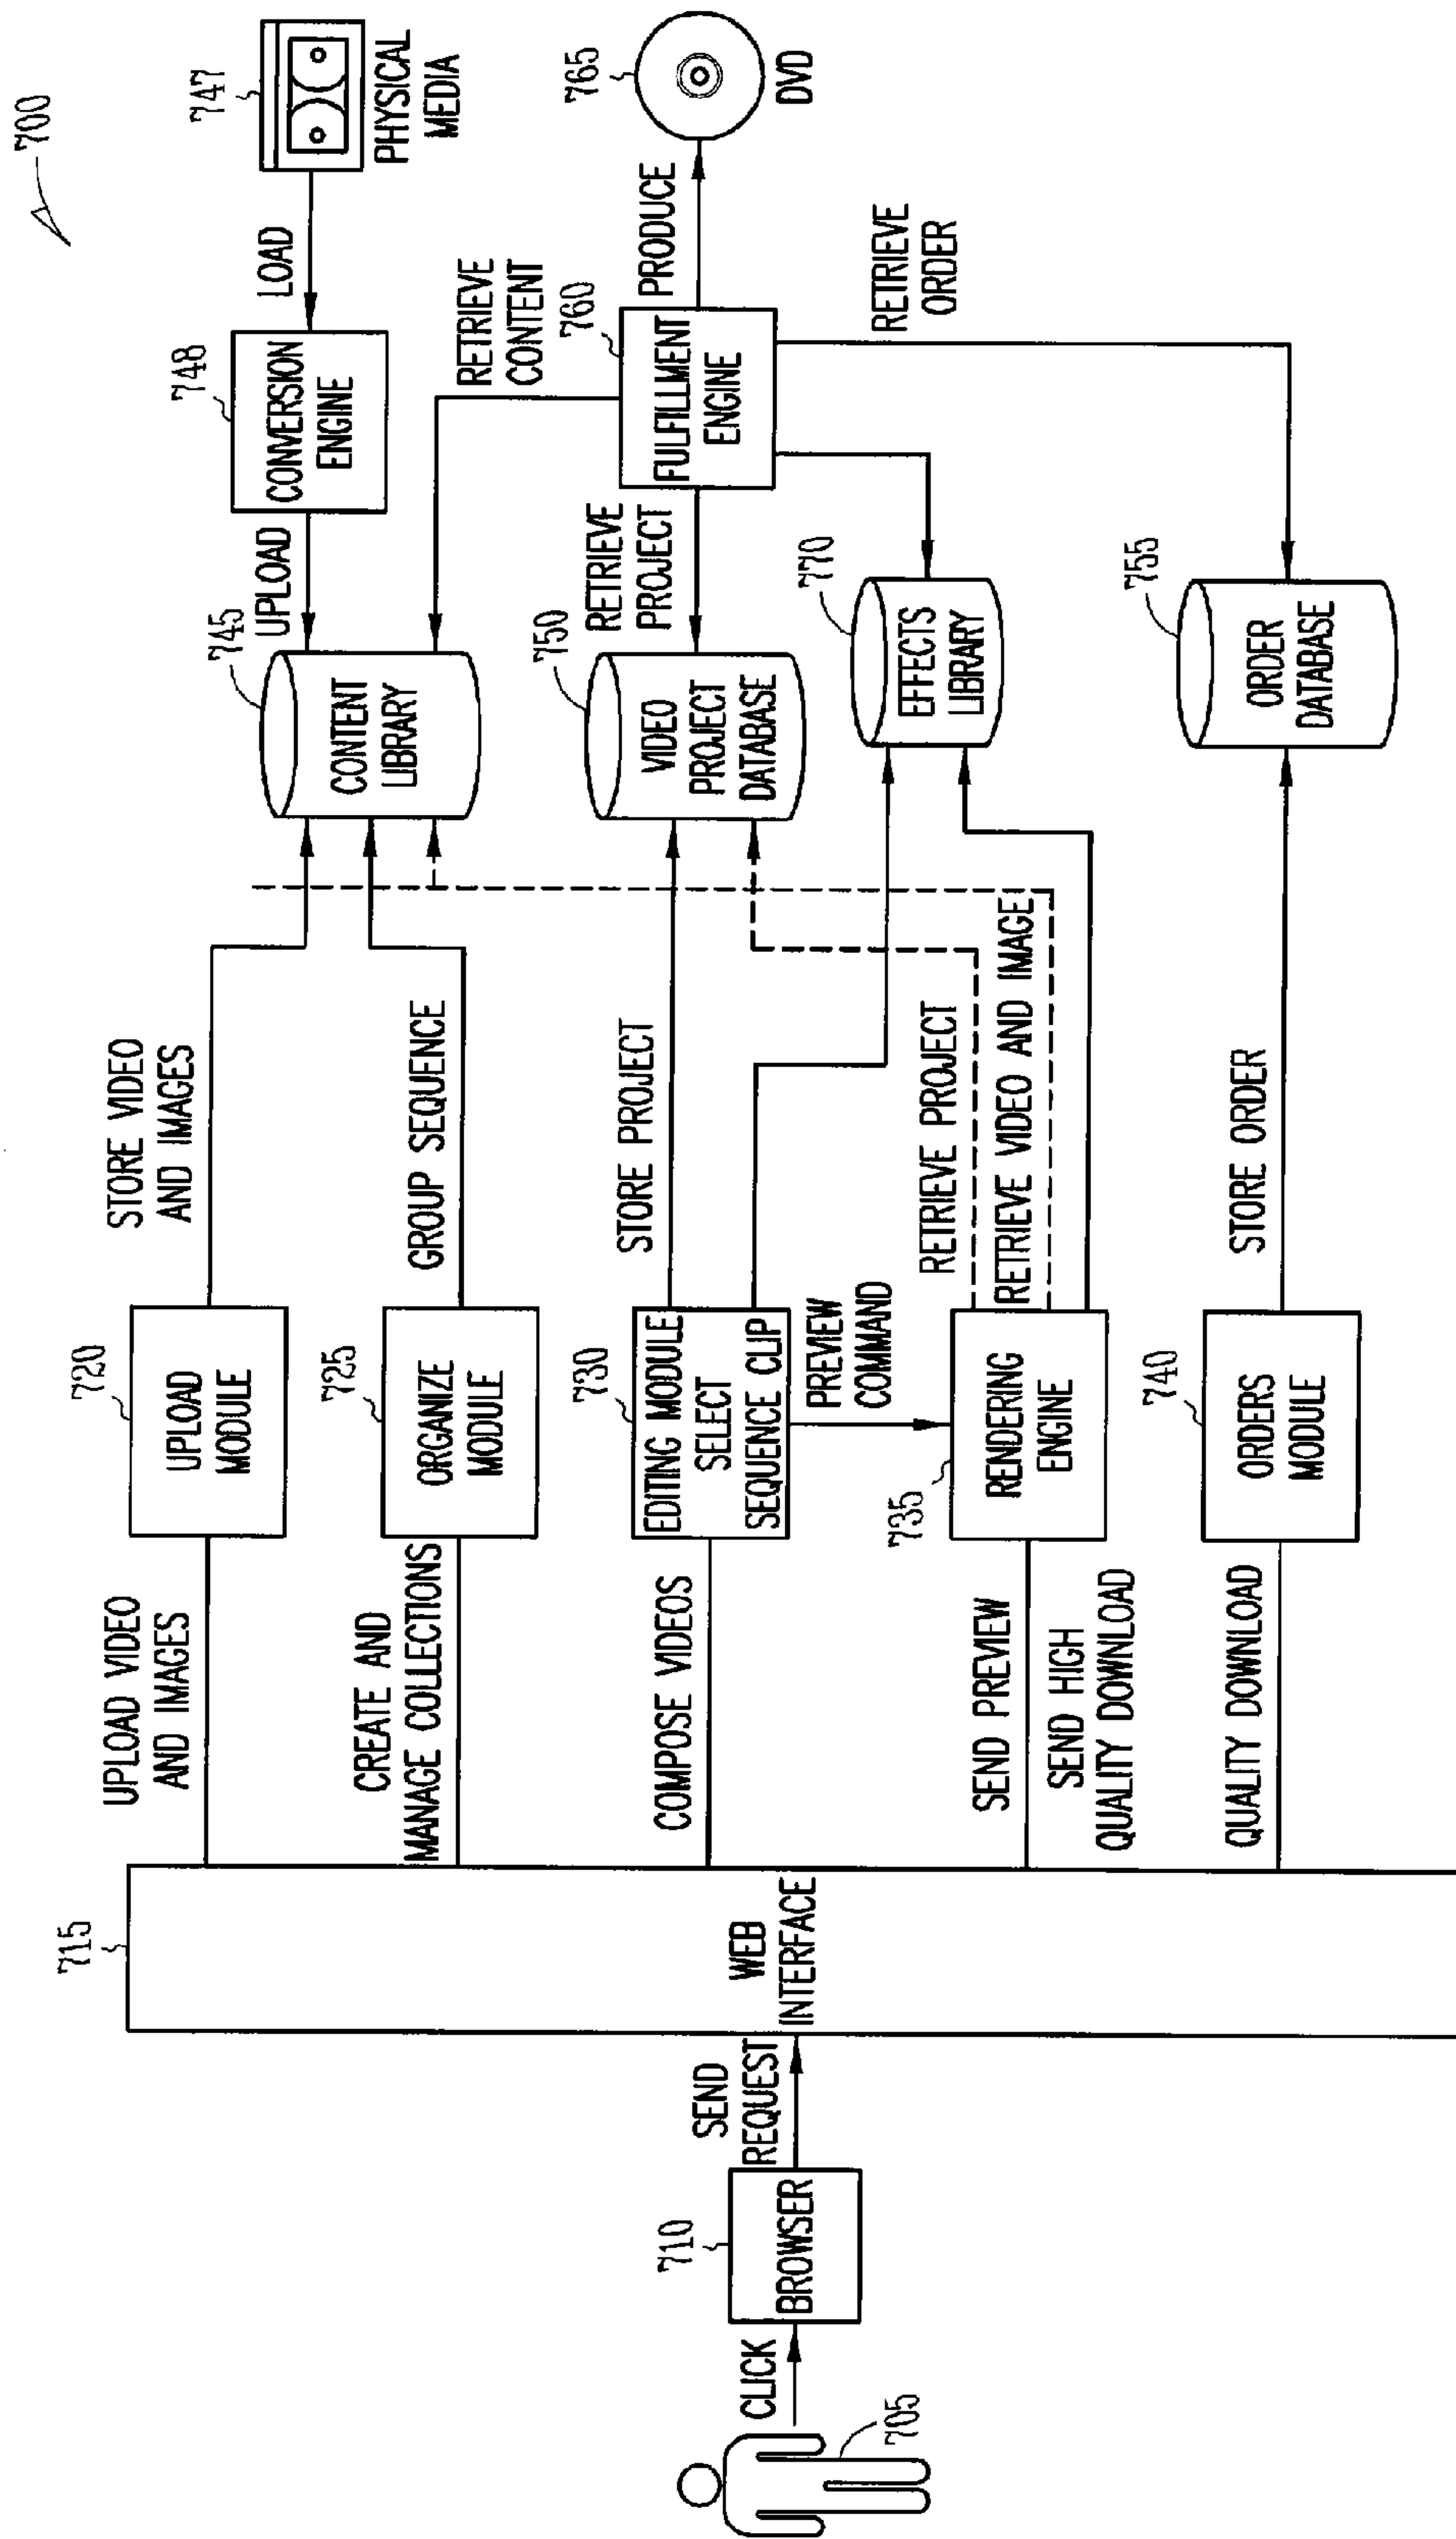 700
705
CLICK
710
BROWSER
SEND
REQUEST
715
WEB
INTERFACE
UPLOAD VIDEO
AND IMAGES
720
UPLOAD
MODULE
STORE VIDEO
AND IMAGES
CREATE AND
MANAGE COLLECTIONS
725
ORGANIZE
MODULE
GROUP SEQUENCE
COMPOSE VIDEOS
730
EDITING MODULE
SELECT
SEQUENCE CLIP
STORE PROJECT
PREVIEW
COMMAND
SEND PREVIEW
SEND HIGH
QUALITY DOWNLOAD
735
RENDERING
ENGINE
RETRIEVE PROJECT
RETRIEVE VIDEO AND IMAGE
QUALITY DOWNLOAD
740
ORDERS
MODULE
STORE ORDER
745
CONTENT
LIBRARY
UPLOAD
748
CONVERSION
ENGINE
LOAD
747
PHYSICAL
MEDIA
750
VIDEO
PROJECT
DATABASE
RETRIEVE
PROJECT
RETRIEVE
CONTENT
760
FULFILLMENT
ENGINE
PRODUCE
765
DVD
770
EFFECTS
LIBRARY
RETRIEVE
ORDER
755
ORDER
DATABASE